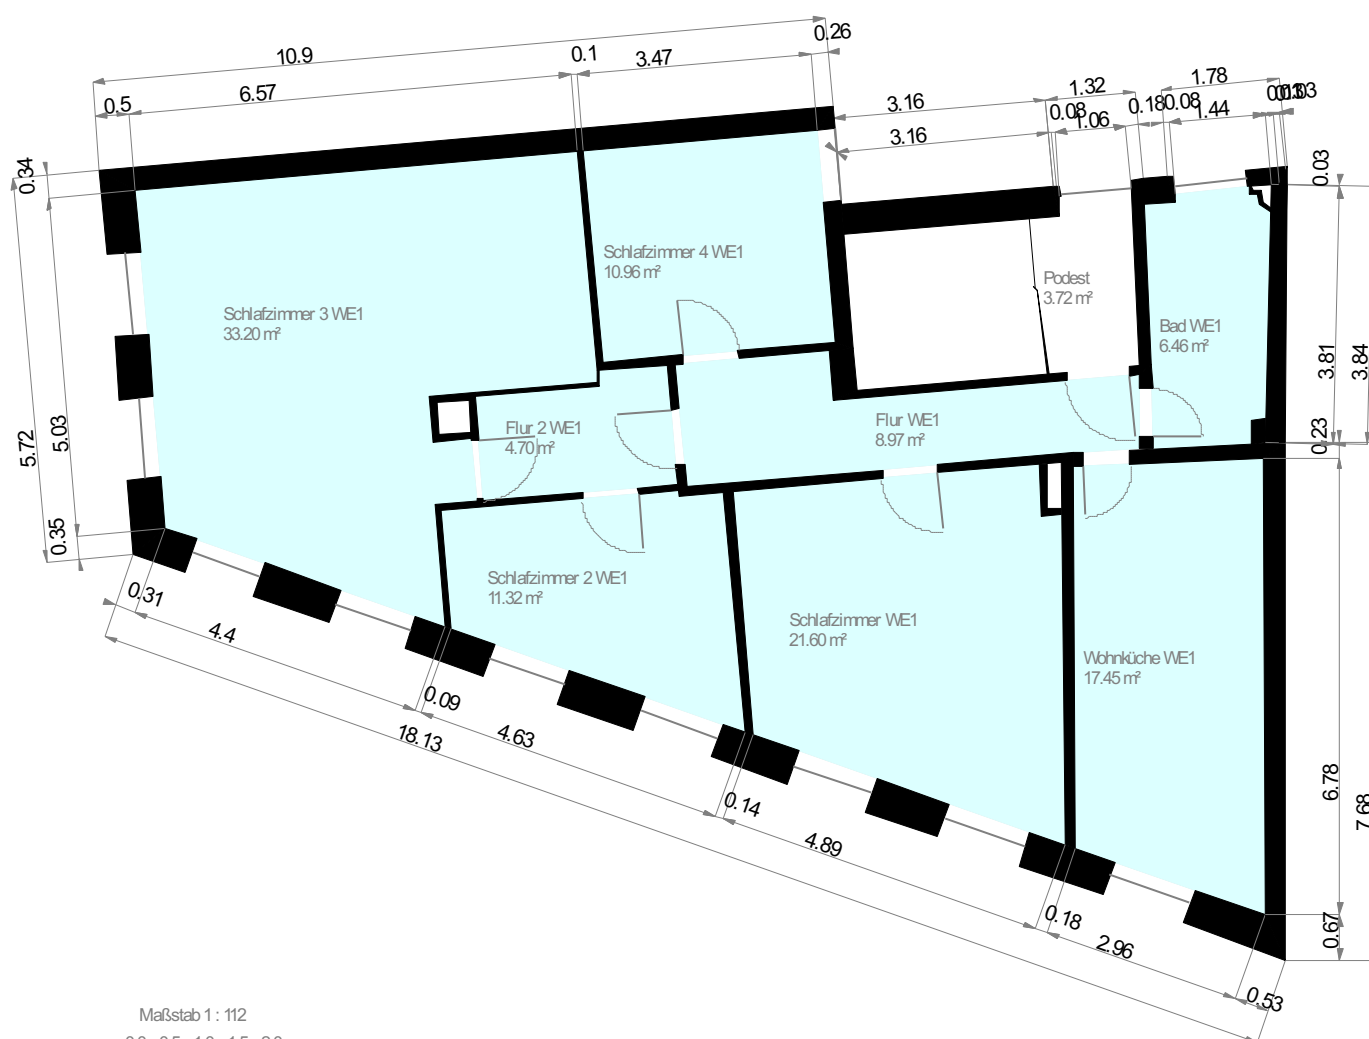 10.9
0.26
0.1
3.47
0.5
6.57
3.16
3.16
1.32
0.08
1.06
0.18
0.08
1.78
1.44
0.03
0.34
5.72
5.03
0.35
3.81
3.84
0.23
6.78
7.68
0.67
Schlafzimmer 4 WE1
10.96 m²
Schlafzimmer 3 WE1
33.20 m²
Podest
3.72 m²
Bad WE1
6.46 m²
Flur 2 WE1
4.70 m²
Flur WE1
8.97 m²
Schlafzimmer 2 WE1
11.32 m²
Schlafzimmer WE1
21.60 m²
Wohnküche WE1
17.45 m²
0.31
4.4
0.09
4.63
18.13
0.14
4.89
0.18
2.96
0.53
Maßstab 1 : 112